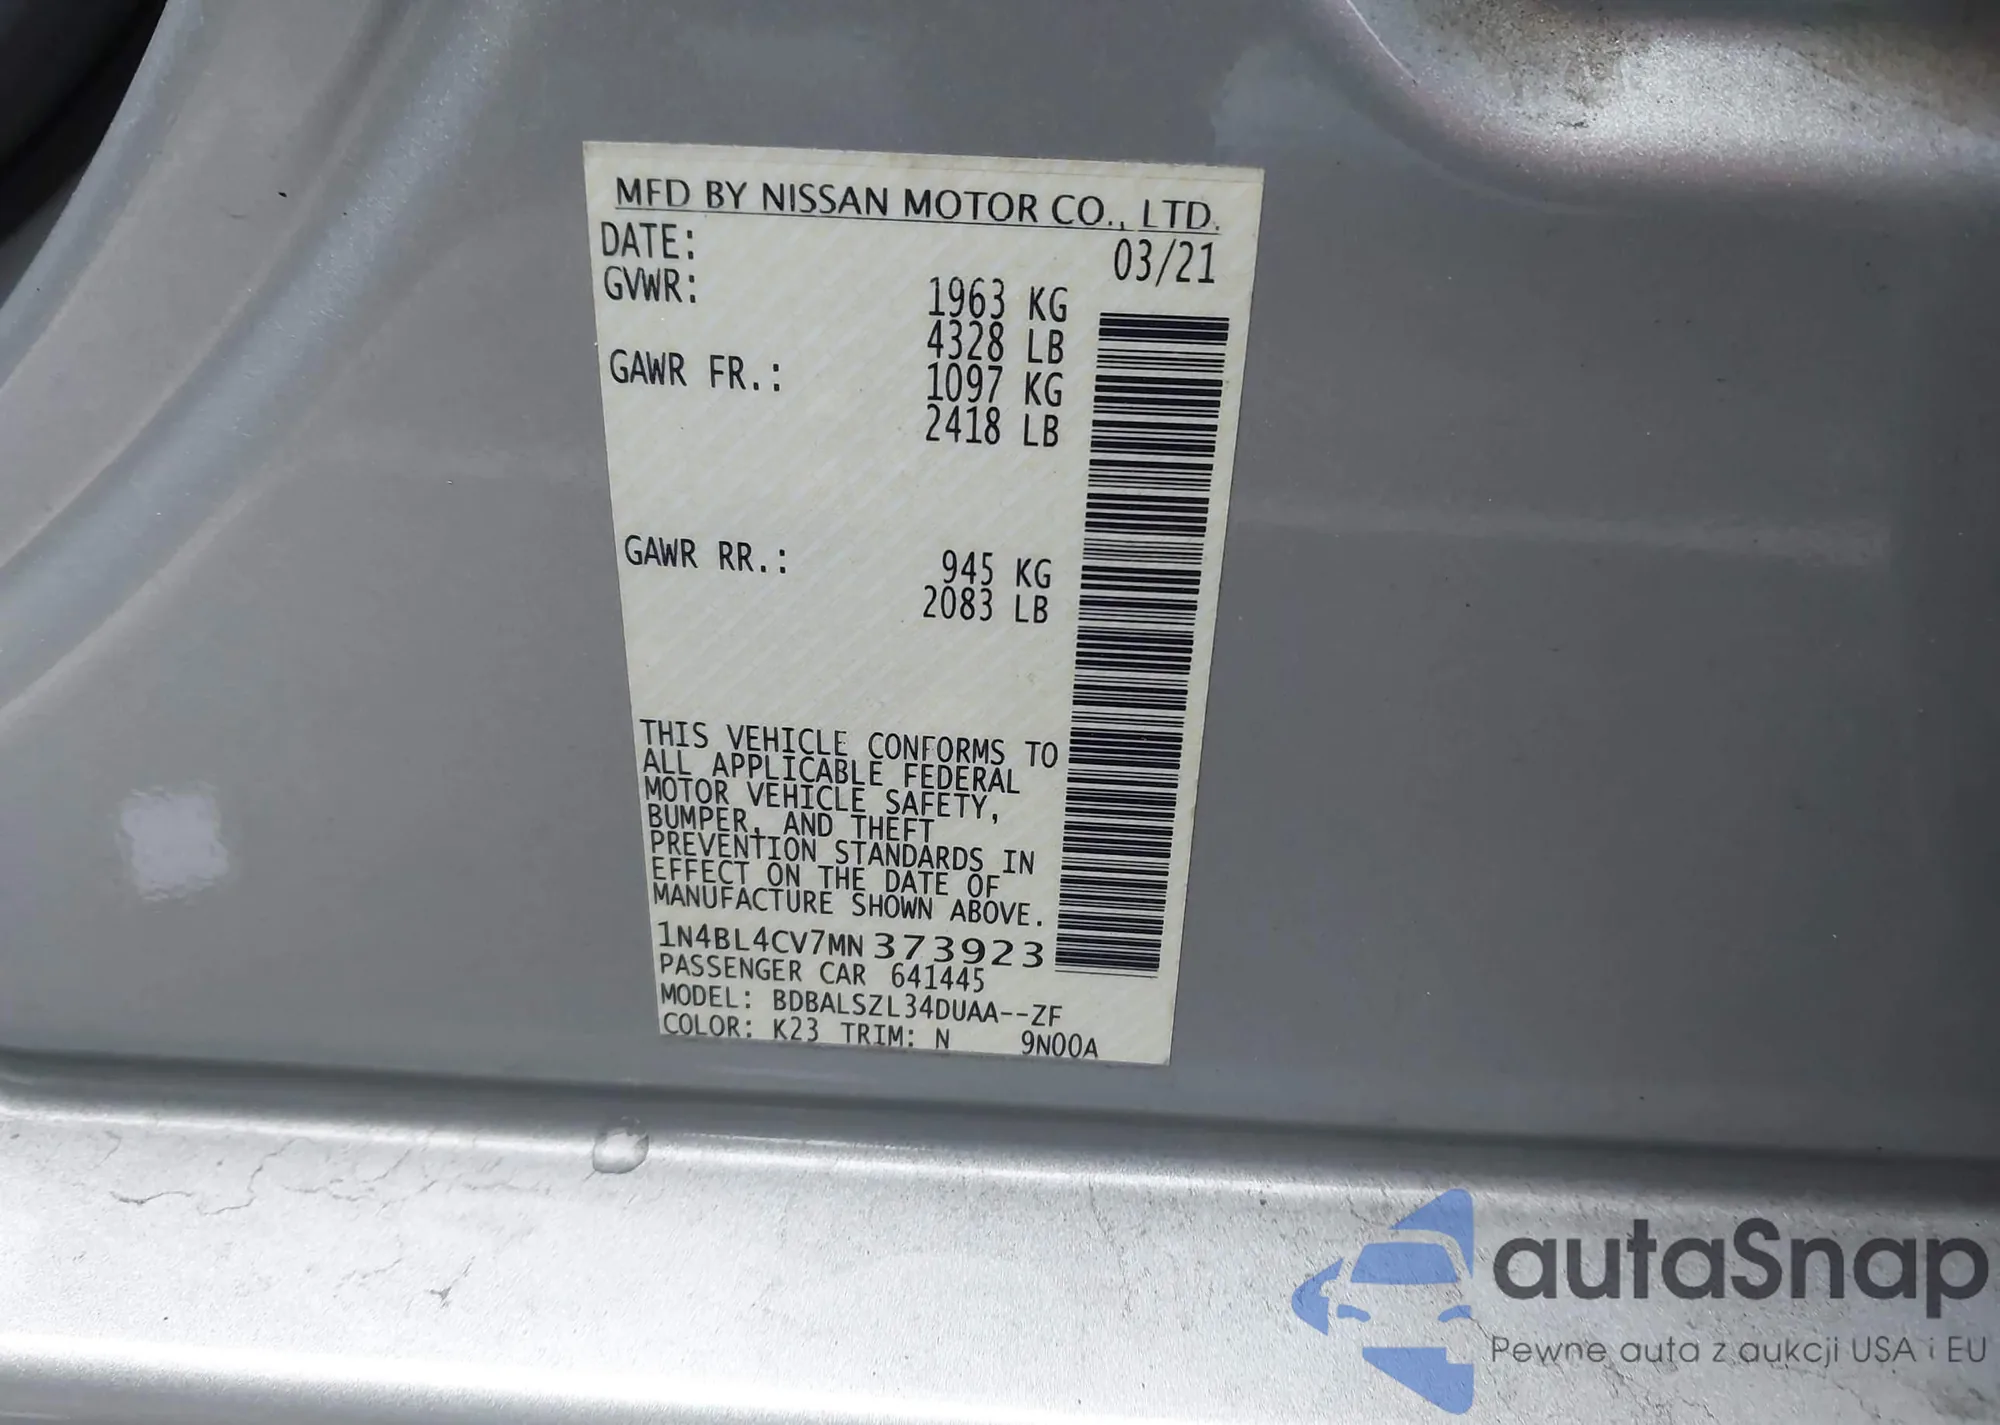 MFD BY NISSAN MOTOR CO., LTD.
DATE: 03/21
GVWR: 1963 KG
4328 LB
GAWR FR.: 1097 KG
2418 LB
GAWR RR.: 945 KG
2083 LB
THIS VEHICLE CONFORMS TO
ALL APPLICABLE FEDERAL
MOTOR VEHICLE SAFETY,
BUMPER, AND THEFT
PREVENTION STANDARDS IN
EFFECT ON THE DATE OF
MANUFACTURE SHOWN ABOVE.
1N4BL4CV7MN373923
PASSENGER CAR 641445
MODEL: BDBALSZL34DUAA--ZF
COLOR: K23 TRIM: N 9N00A
autaSnap
Pewne auta z aukcji USA i EU